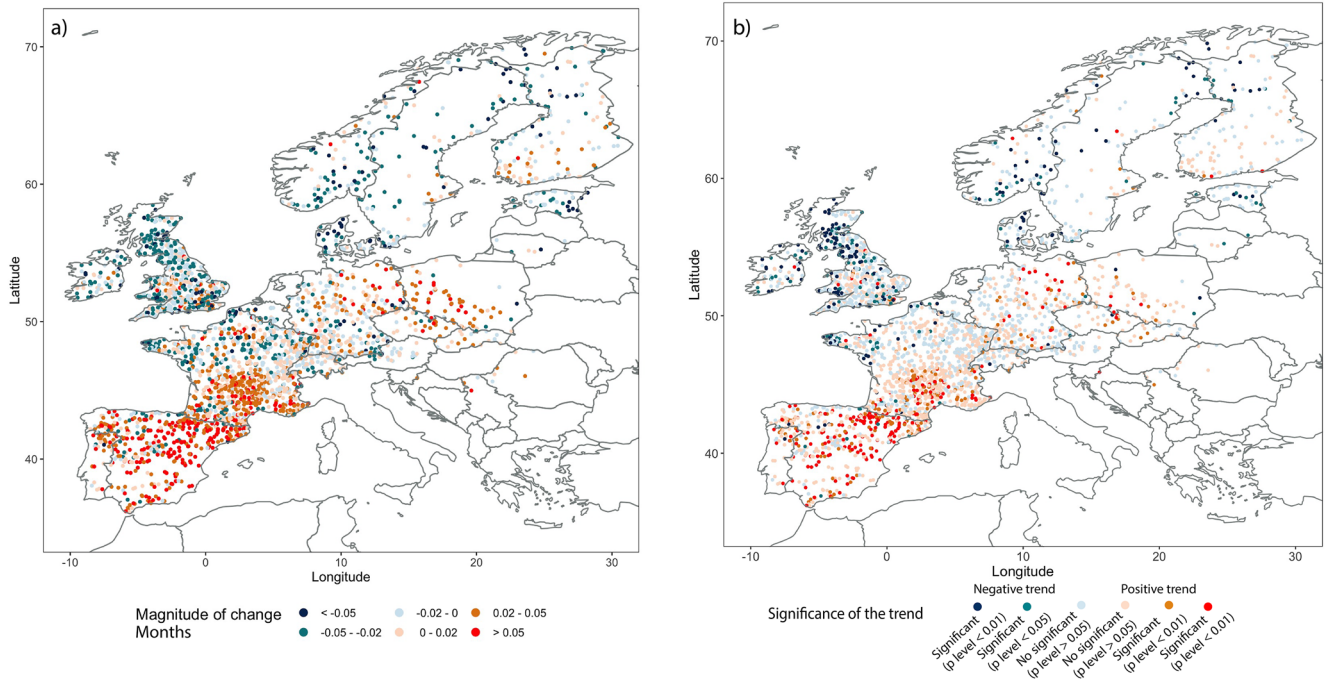 a)
70
60
50
40
Latitude
-10
0
10
20
30
Longitude
Magnitude of change
Months
< -0.05
-0.02 - 0
0.02 - 0.05
-0.05 - -0.02
0 - 0.02
> 0.05
b)
70
60
50
40
Latitude
-10
0
10
20
30
Longitude
Significance of the trend
Negative trend
Positive trend
Significant
(p level < 0.01)
Significant
(p level < 0.05)
No significant
(p level > 0.05)
No significant
(p level > 0.05)
Significant
(p level < 0.01)
Significant
(p level < 0.01)